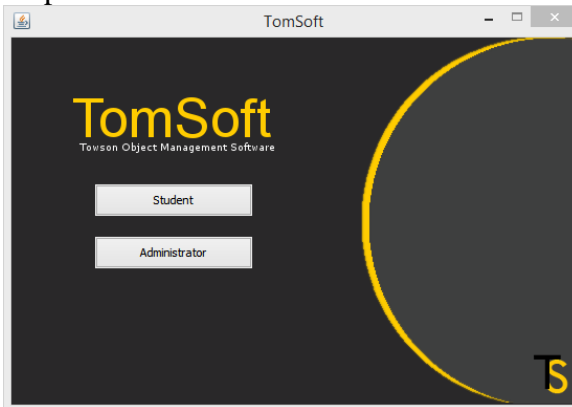 TomSoft
TomSoft
Towson Object Management Software
Student
Administrator
TS